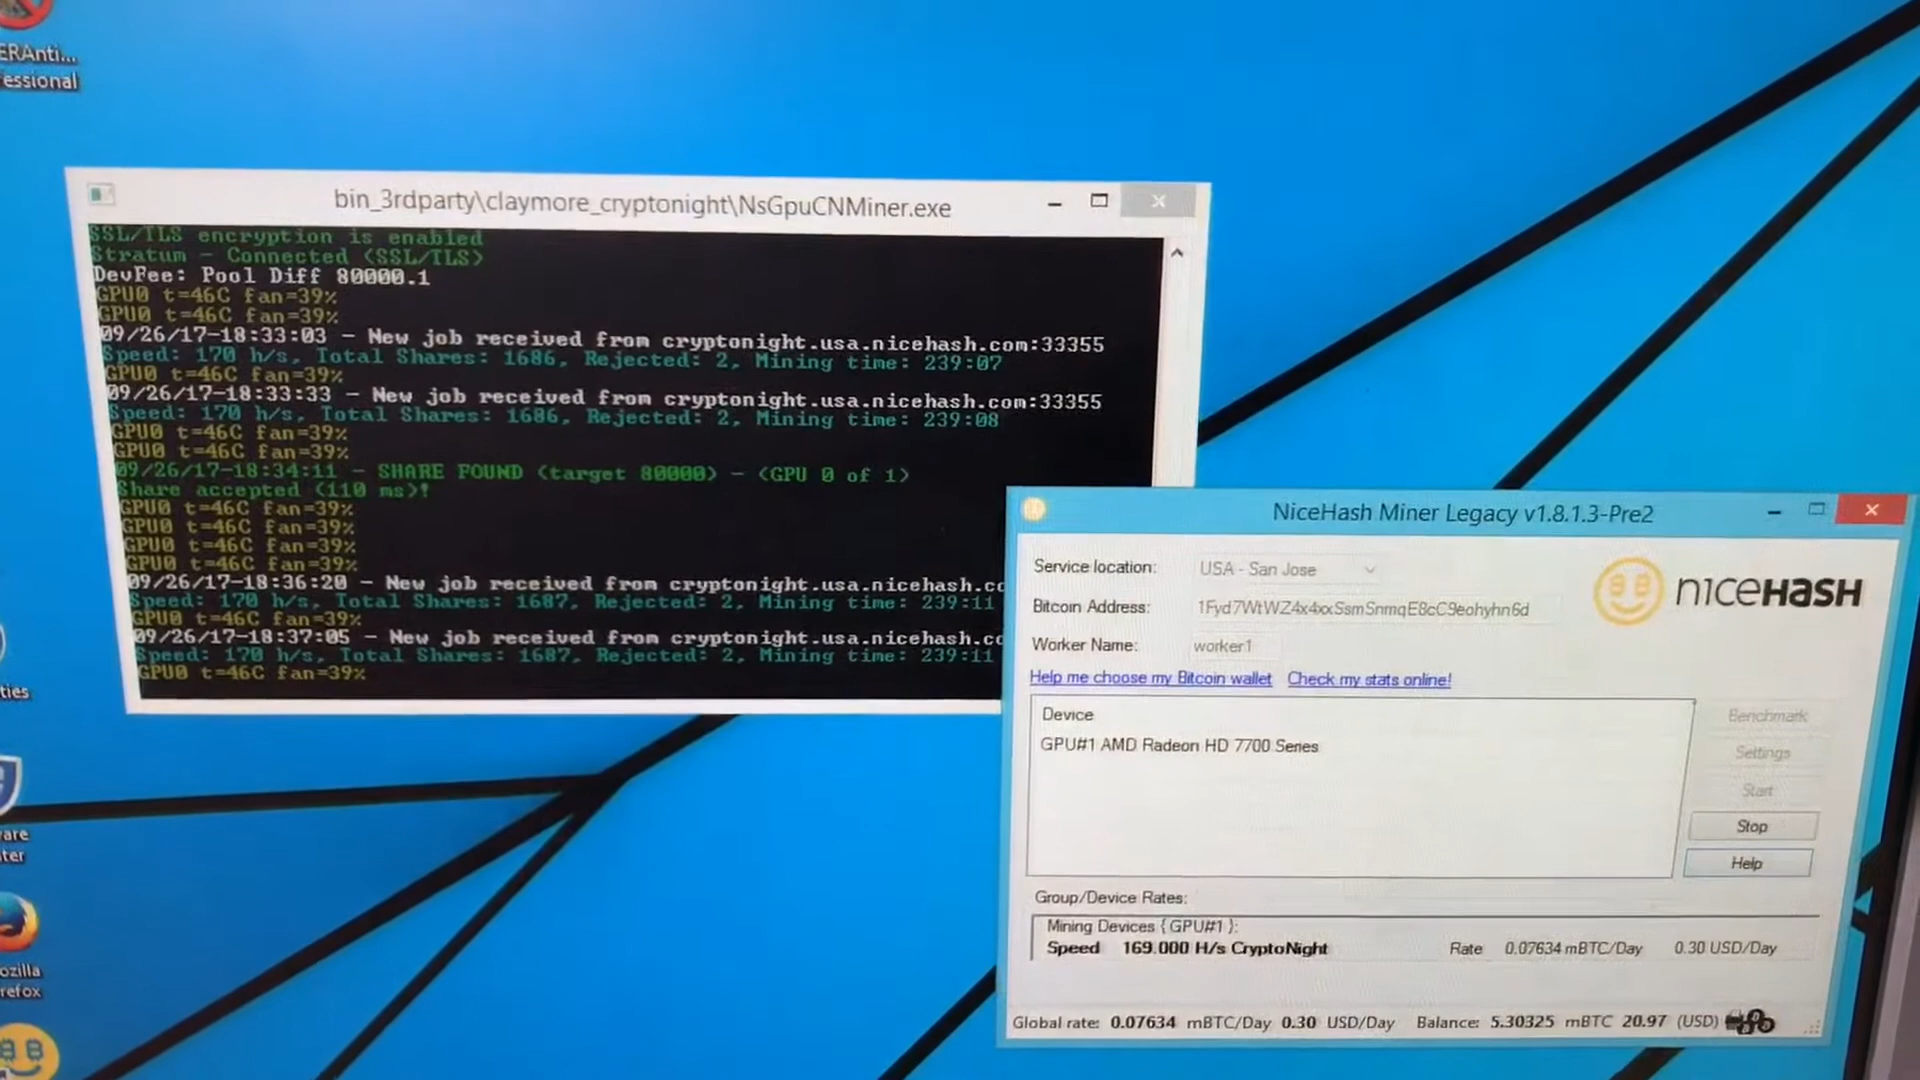 ERAnti...
essional
bin_3rdparty\claymore_cryptonight\NsGpuCNMiner.exe
SSL/TLS encryption is enabled
Stratum - Connected (SSL/TLS)
DevFee: Pool Diff 80000.1
GPU0 t=46C fan=39%
GPU0 t=46C fan=39%
09/26/17-18:33:03 - New job received from cryptonight.usa.nicehash.com:33355
Speed: 170 h/s, Total Shares: 1686, Rejected: 2, Mining time: 239:07
GPU0 t=46C fan=39%
09/26/17-18:33:33 - New job received from cryptonight.usa.nicehash.com:33355
Speed: 170 h/s, Total Shares: 1686, Rejected: 2, Mining time: 239:08
GPU0 t=46C fan=39%
GPU0 t=46C fan=39%
09/26/17-18:34:11 - SHARE FOUND (target 80000) - (GPU 0 of 1)
Share accepted (110 ms)!
GPU0 t=46C fan=39%
GPU0 t=46C fan=39%
GPU0 t=46C fan=39%
GPU0 t=46C fan=39%
09/26/17-18:36:20 - New job received from cryptonight.usa.nicehash.co
Speed: 170 h/s, Total Shares: 1687, Rejected: 2, Mining time: 239:11
GPU0 t=46C fan=39%
09/26/17-18:37:05 - New job received from cryptonight.usa.nicehash.co
Speed: 170 h/s, Total Shares: 1687, Rejected: 2, Mining time: 239:11
GPU0 t=46C fan=39%
NiceHash Miner Legacy v1.8.1.3-Pre2
Service location: USA - San Jose
Bitcoin Address: 1Fyd7WtWZ4x4xxSsmSnmqE8cC9eohyhn6d
Worker Name: worker1
Help me choose my Bitcoin wallet Check my stats online!
niceHasH
Device
GPU#1 AMD Radeon HD 7700 Series
Benchmark
Settings
Start
Stop
Help
Group/Device Rates:
Mining Devices { GPU#1 }:
Speed 169.000 H/s CryptoNight Rate 0.07634 mBTC/Day 0.30 USD/Day
Global rate: 0.07634 mBTC/Day 0.30 USD/Day Balance: 5.30325 mBTC 20.97 (USD)
ties
are
ter
ozilla
refox